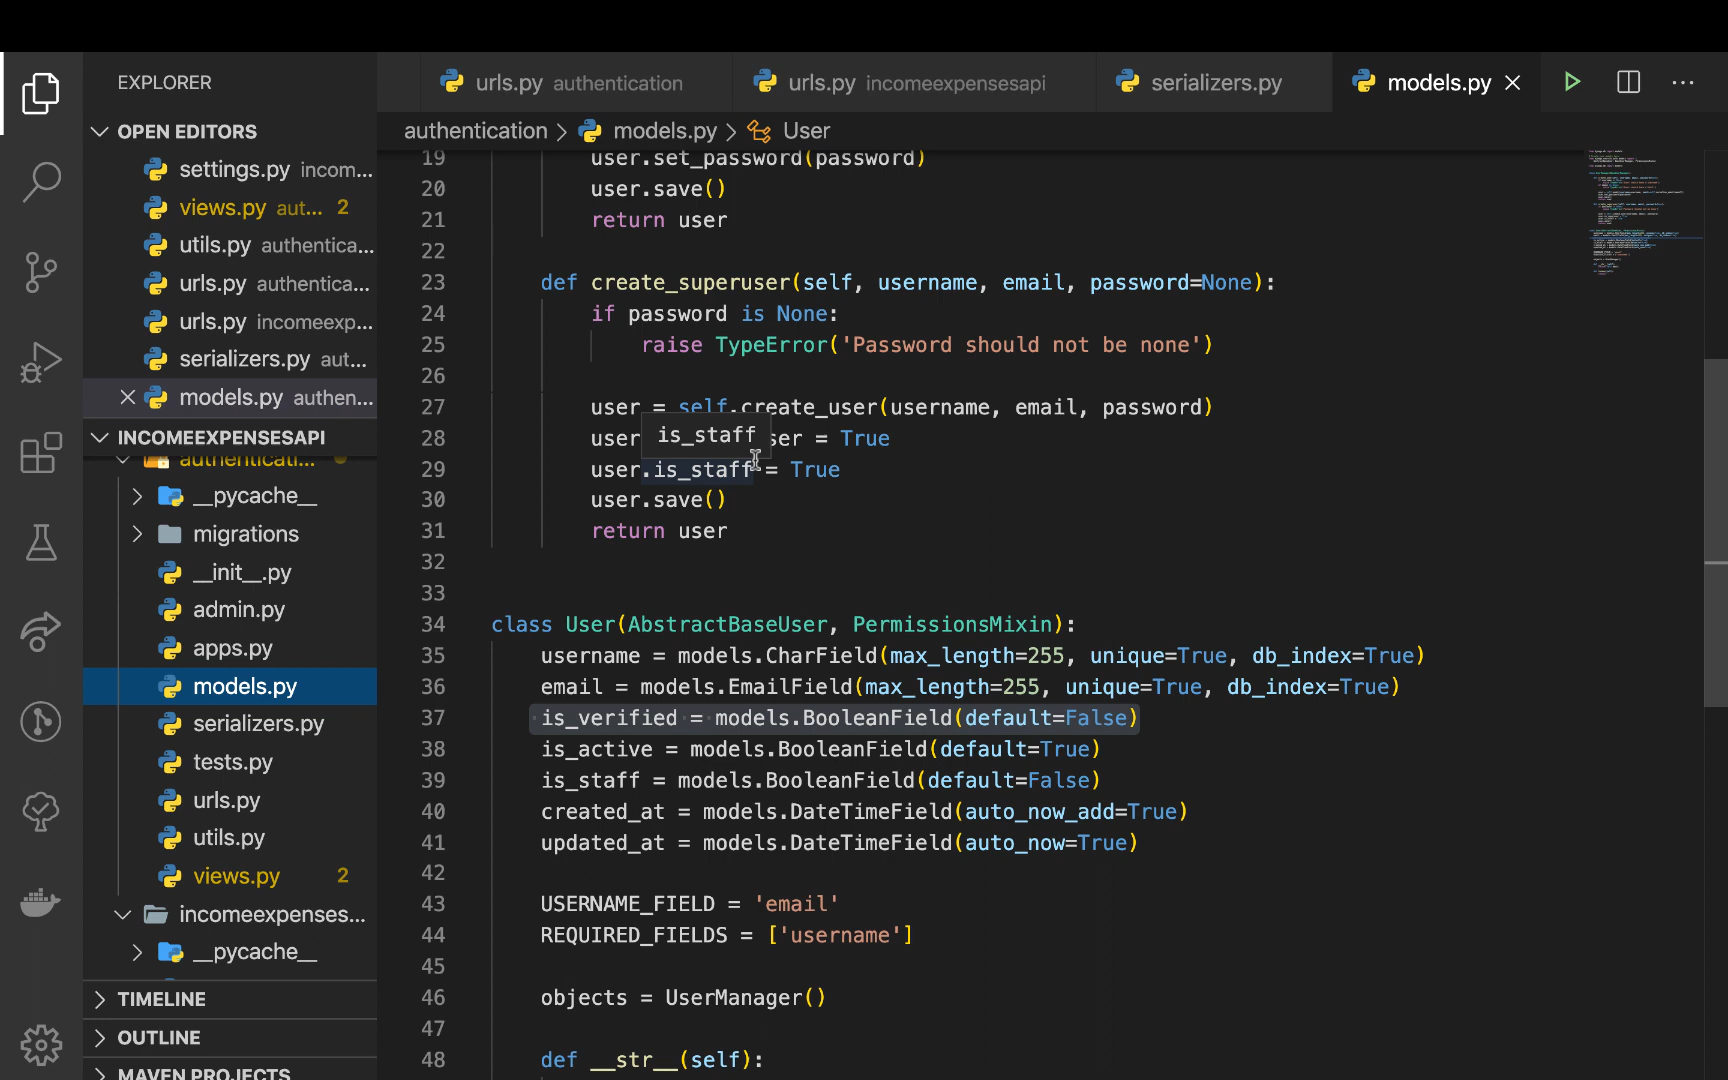 EXPLORER
OPEN EDITORS
settings.py incom...
views.py aut... 2
utils.py authentica...
urls.py authentica...
urls.py incomeexp...
serializers.py aut...
models.py authen...
INCOMEEXPENSESAPI
authenticati...
__pycache__
migrations
__init__.py
admin.py
apps.py
models.py
serializers.py
tests.py
urls.py
utils.py
views.py 2
incomeexpenses...
__pycache__
TIMELINE
OUTLINE
MAVEN PROJECTS
urls.py authentication
urls.py incomeexpensesapi
serializers.py
models.py
authentication > models.py > User
19 user.set_password(password)
20 user.save()
21 return user
22
23 def create_superuser(self, username, email, password=None):
24 if password is None:
25 raise TypeError('Password should not be none')
26
27 user = self.create_user(username, email, password)
is_staff
28 user ser = True
29 user.is_staff = True
30 user.save()
31 return user
32
33
34 class User(AbstractBaseUser, PermissionsMixin):
35 username = models.CharField(max_length=255, unique=True, db_index=True)
36 email = models.EmailField(max_length=255, unique=True, db_index=True)
37 is_verified = models.BooleanField(default=False)
38 is_active = models.BooleanField(default=True)
39 is_staff = models.BooleanField(default=False)
40 created_at = models.DateTimeField(auto_now_add=True)
41 updated_at = models.DateTimeField(auto_now=True)
42
43 USERNAME_FIELD = 'email'
44 REQUIRED_FIELDS = ['username']
45
46 objects = UserManager()
47
48 def __str__(self):